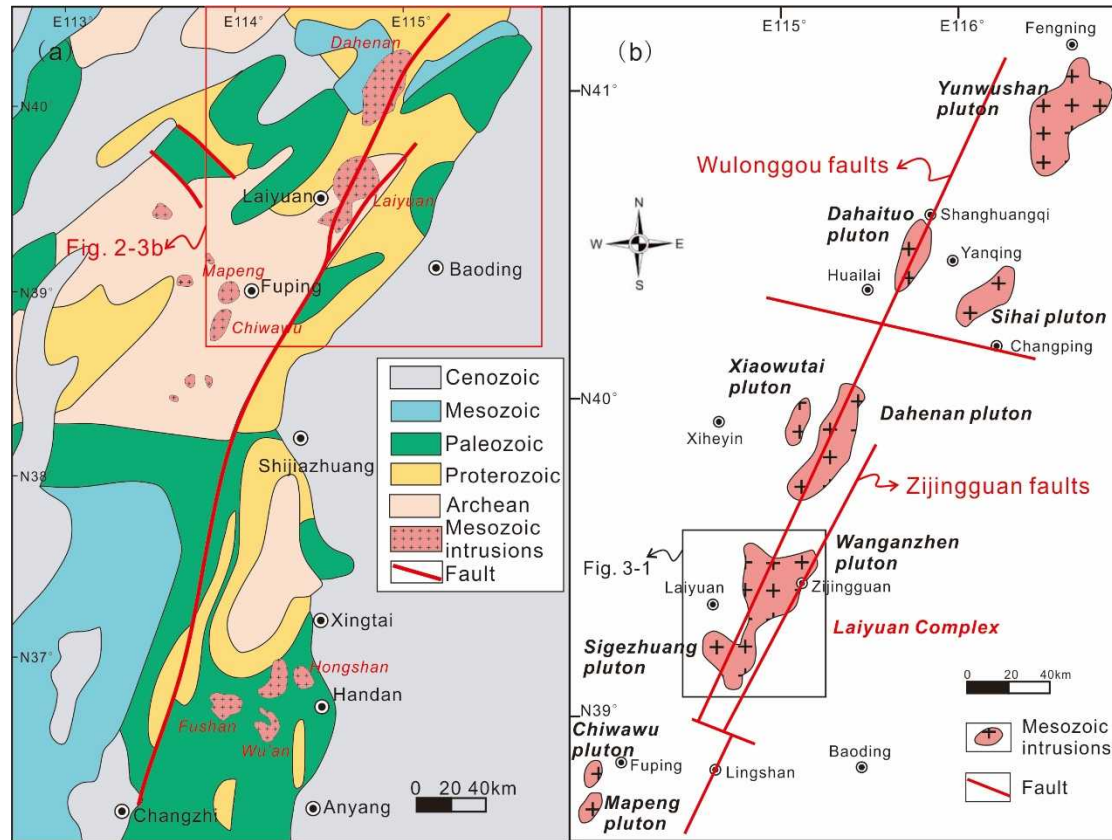 E113°
E114°
E115°
(a)
Dahenan
N40°
Laiyuan
Laiyuan
Fig. 2-3b
Mapeng
Fuping
Baoding
N39°
Chiwawu
Cenozoic
Mesozoic
Paleozoic
Proterozoic
Archean
Mesozoic
intrusions
Fault
Shijiazhuang
N38°
Xingtai
N37°
Hongshan
Handan
Fushan
Wu'an
0 20 40km
Changzhi
Anyang
E115°
E116°
(b)
Fengning
N41°
Yunwushan
pluton
Wulonggou faults
Dahaituo
pluton
Shanghuangqi
Yanqing
N
W
E
S
Huailai
Sihai pluton
Changping
Xiaowutai
pluton
N40°
Dahenan pluton
Xiheyin
Zijingguan faults
Wanganzhen
pluton
Fig. 3-1
Laiyuan
Zijingguan
Laiyuan Complex
Sigezhuang
pluton
0 20 40km
N39°
Chiwawu
pluton
Fuping
Lingshan
Baoding
Mapeng
pluton
Mesozoic
intrusions
Fault